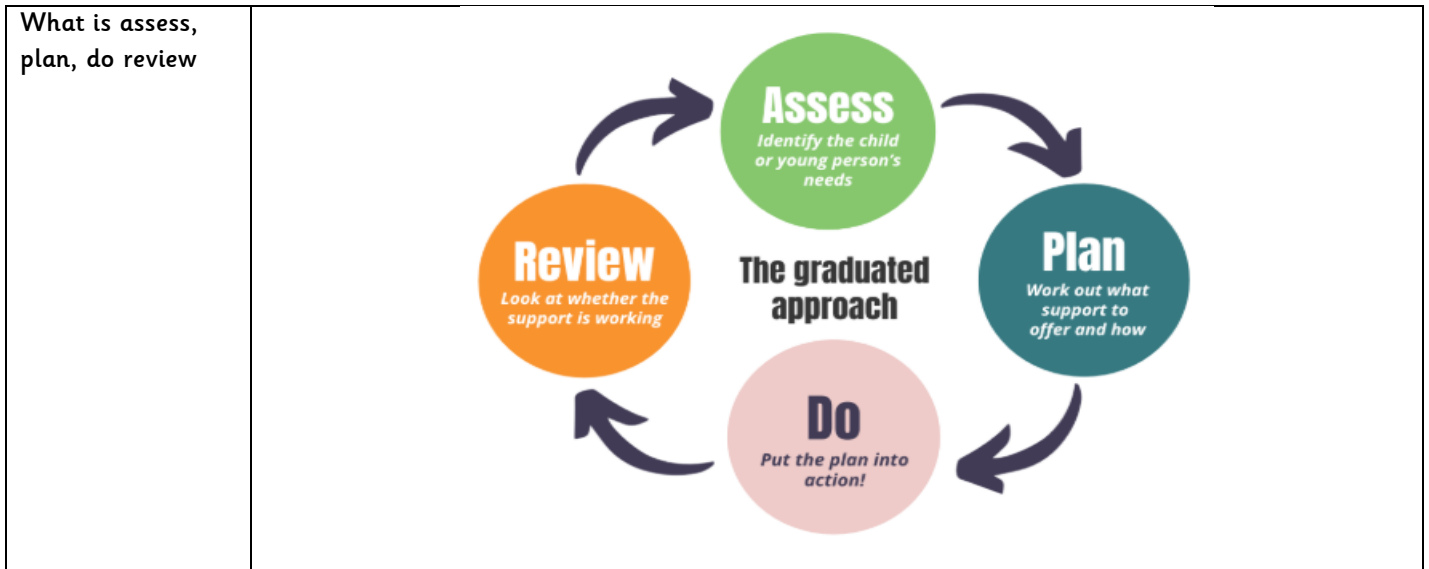 What is assess,
plan, do review
Assess
Identify the child
or young person's
needs
Plan
Work out what
support to
offer and how
The graduated
approach
Review
Look at whether the
support is working
Do
Put the plan into
action!